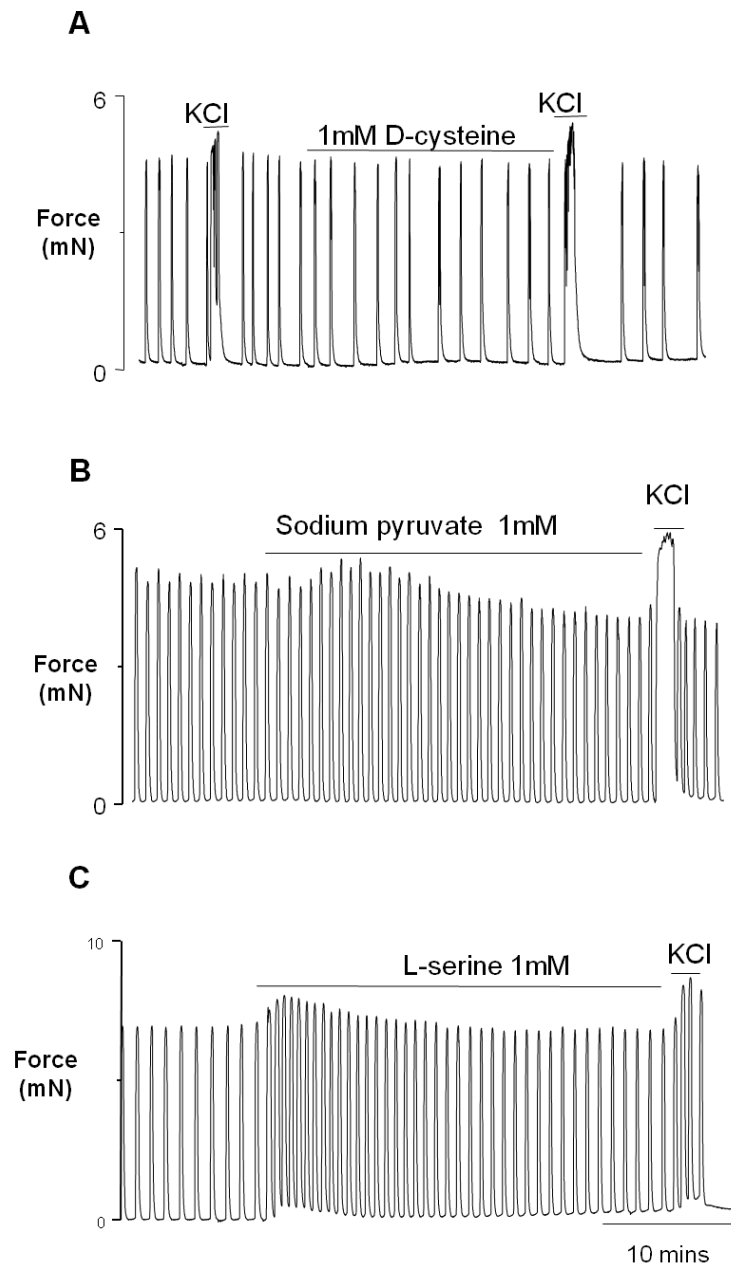 A
6
KCl
KCl
1mM D-cysteine
Force
(mN)
0
B
KCl
6
Sodium pyruvate 1mM
Force
(mN)
0
C
10
KCl
L-serine 1mM
Force
(mN)
0
10 mins